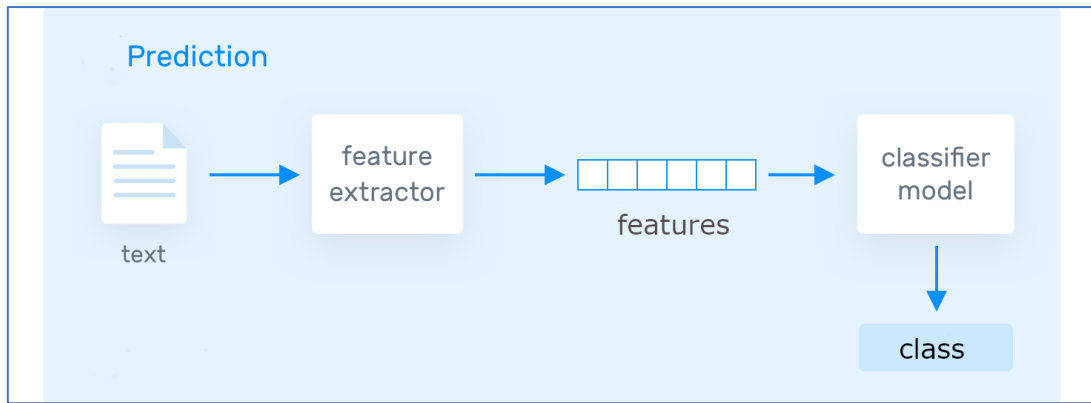 Prediction
text
feature
extractor
features
classifier
model
class